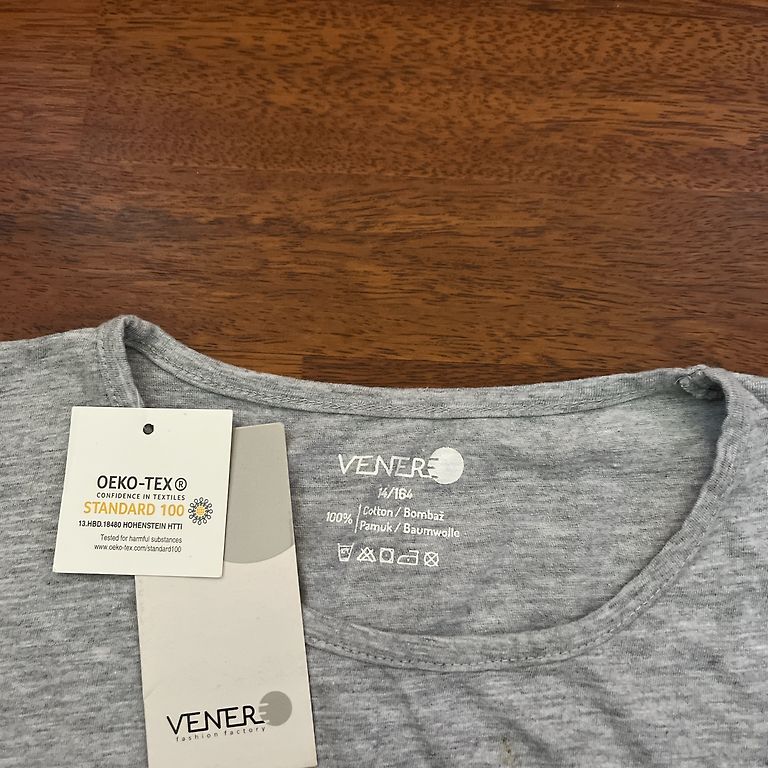 OEKO-TEX®
CONFIDENCE IN TEXTILES
STANDARD 100
13.HBD.18480 HOHENSTEIN HTTI
Tested for harmful substances
www.oeko-tex.com/standard100
VENERE
fashion factory
VENERE
14/164
100% Cotton / Bombaž
Pamuk / Baumwolle